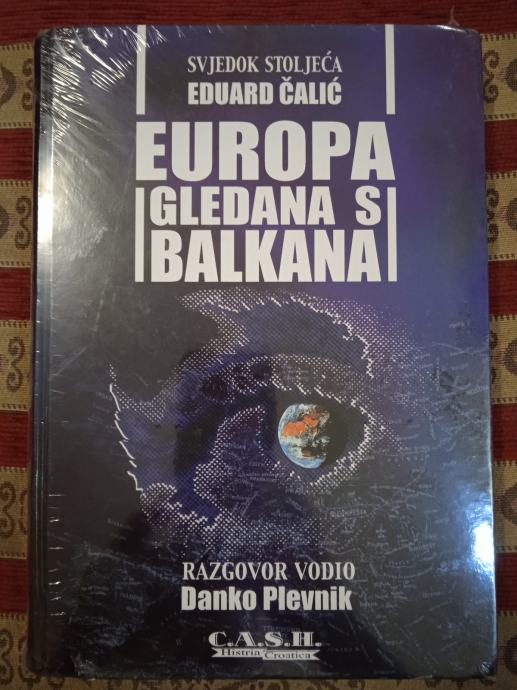 SVJEDOK STOLJEĆA
EDUARD ČALIĆ
EUROPA
GLEDANA S
BALKANA
RAZGOVOR VODIO
Danko Plevnik
C.A.S.H.
Histria Croatica